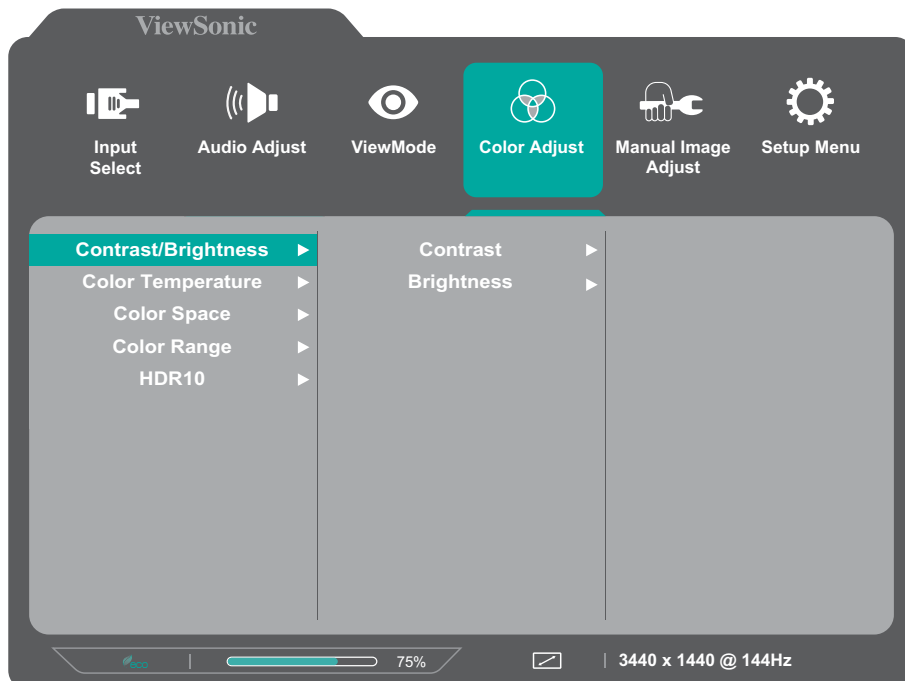 ViewSonic
Input
Select
Audio Adjust
ViewMode
Color Adjust
Manual Image
Adjust
Setup Menu
Contrast/Brightness
Color Temperature
Color Space
Color Range
HDR10
Contrast
Brightness
eco
75%
3440 x 1440 @ 144Hz